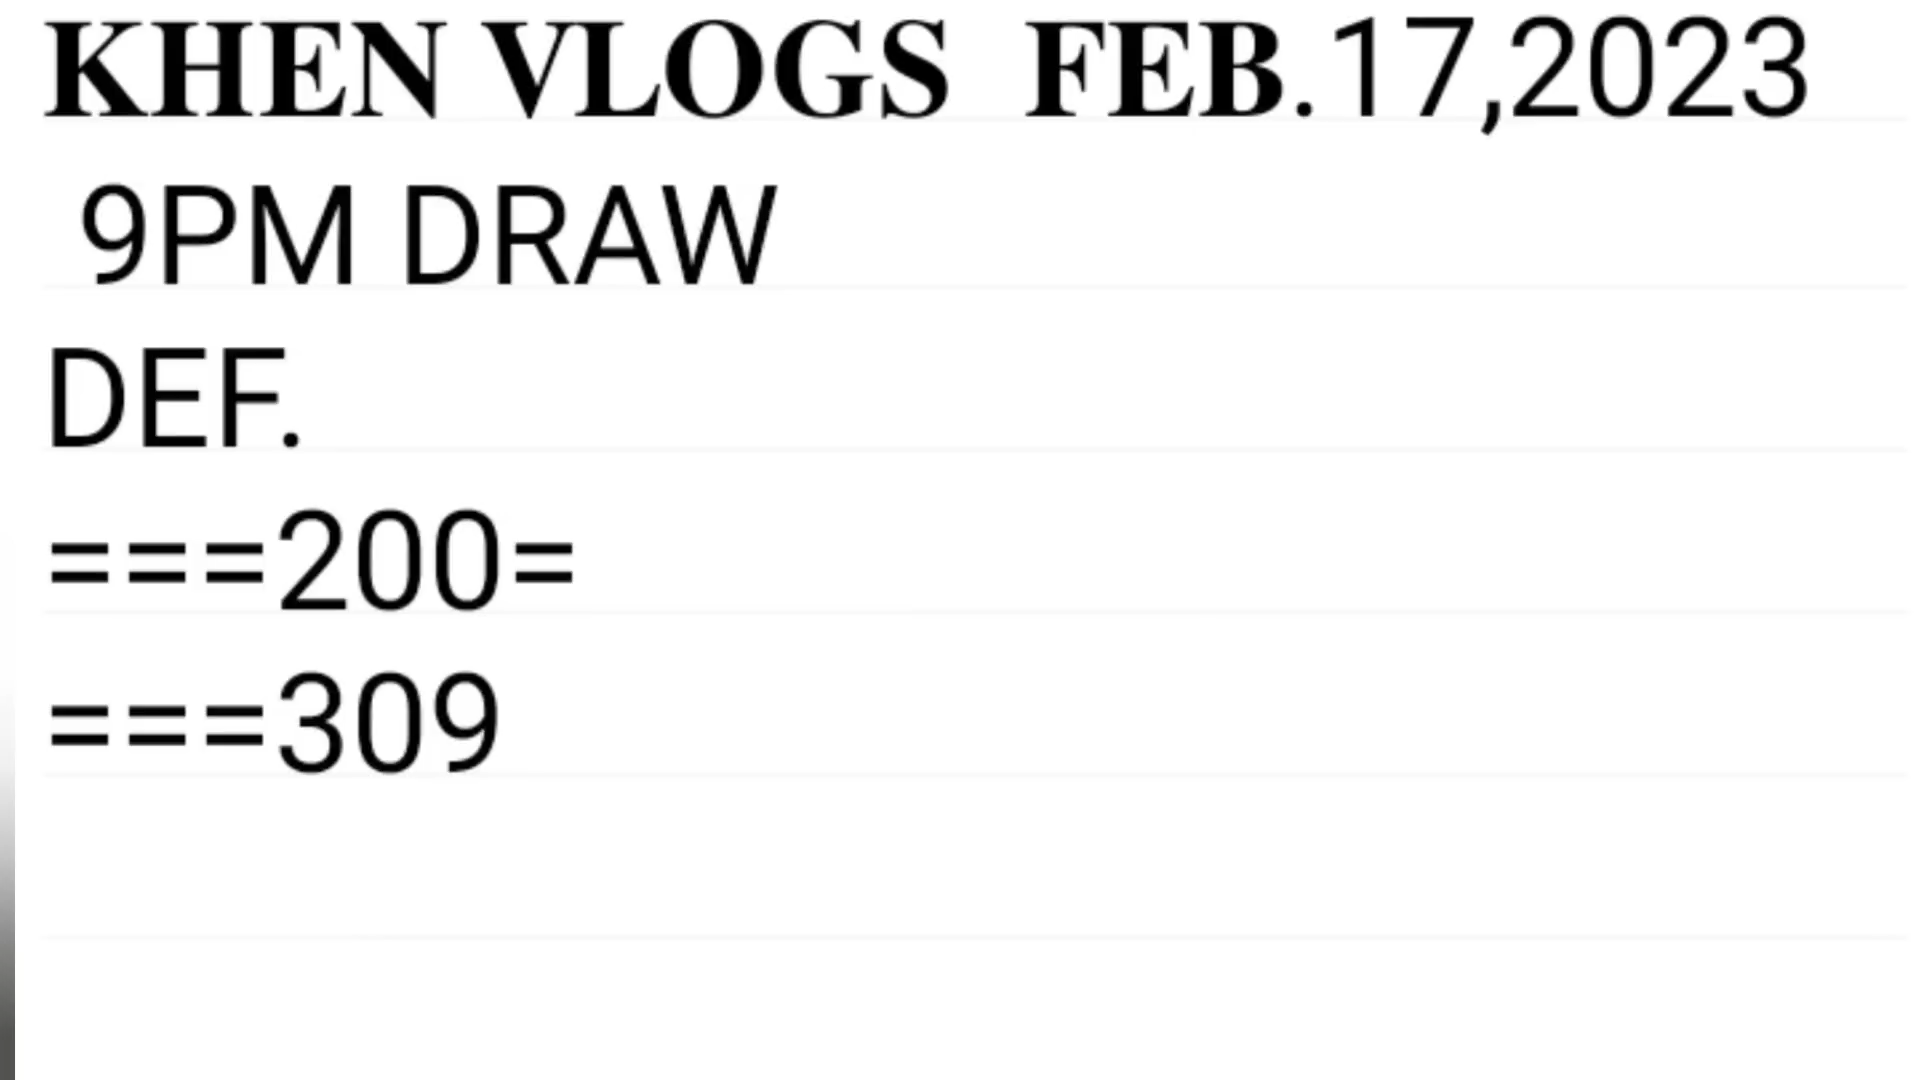 KHEN VLOGS  FEB.17,2023
9PM DRAW
DEF.
===200=
===309